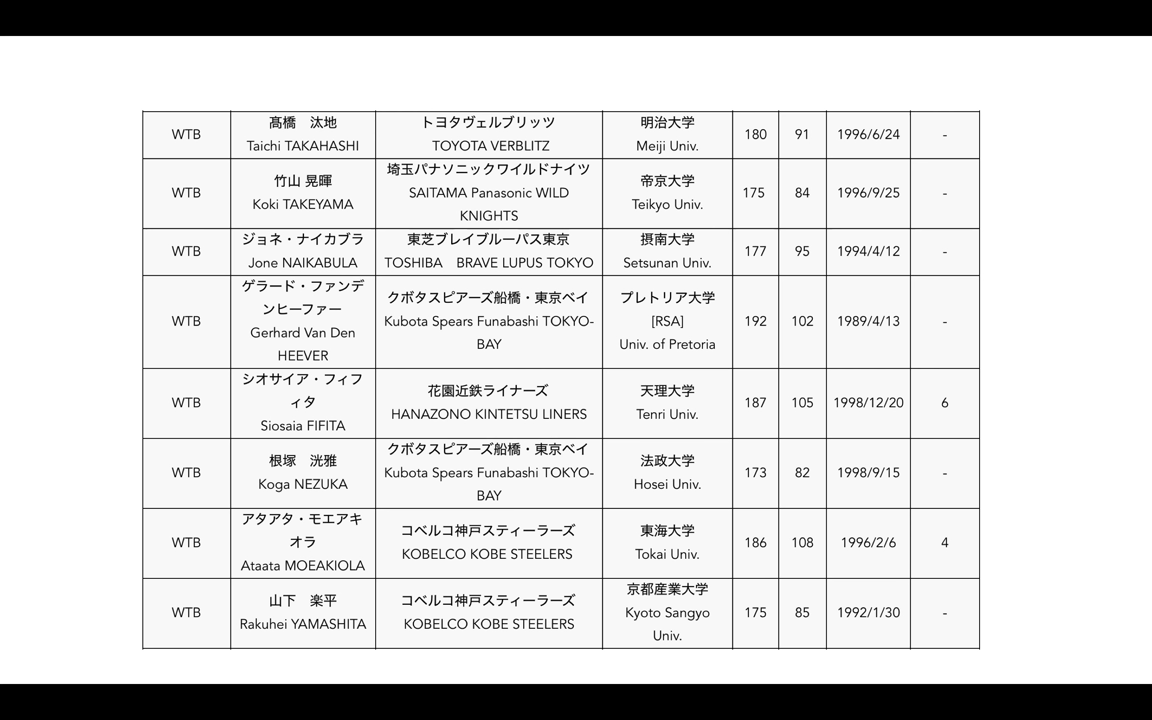 WTB
髙橋　汰地
Taichi TAKAHASHI
トヨタヴェルブリッツ
TOYOTA VERBLITZ
明治大学
Meiji Univ.
180
91
1996/6/24
-
WTB
竹山 晃暉
Koki TAKEYAMA
埼玉パナソニックワイルドナイツ
SAITAMA Panasonic WILD
KNIGHTS
帝京大学
Teikyo Univ.
175
84
1996/9/25
-
WTB
ジョネ・ナイカブラ
Jone NAIKABULA
東芝ブレイブルーパス東京
TOSHIBA　BRAVE LUPUS TOKYO
摂南大学
Setsunan Univ.
177
95
1994/4/12
-
WTB
ゲラード・ファンデ
ンヒーファー
Gerhard Van Den
HEEVER
クボタスピアーズ船橋・東京ベイ
Kubota Spears Funabashi TOKYO-
BAY
プレトリア大学
[RSA]
Univ. of Pretoria
192
102
1989/4/13
-
WTB
シオサイア・フィフ
ィタ
Siosaia FIFITA
花園近鉄ライナーズ
HANAZONO KINTETSU LINERS
天理大学
Tenri Univ.
187
105
1998/12/20
6
WTB
根塚　洸雅
Koga NEZUKA
クボタスピアーズ船橋・東京ベイ
Kubota Spears Funabashi TOKYO-
BAY
法政大学
Hosei Univ.
173
82
1998/9/15
-
WTB
アタアタ・モエアキ
オラ
Ataata MOEAKIOLA
コベルコ神戸スティーラーズ
KOBELCO KOBE STEELERS
東海大学
Tokai Univ.
186
108
1996/2/6
4
WTB
山下　楽平
Rakuhei YAMASHITA
コベルコ神戸スティーラーズ
KOBELCO KOBE STEELERS
京都産業大学
Kyoto Sangyo
Univ.
175
85
1992/1/30
-